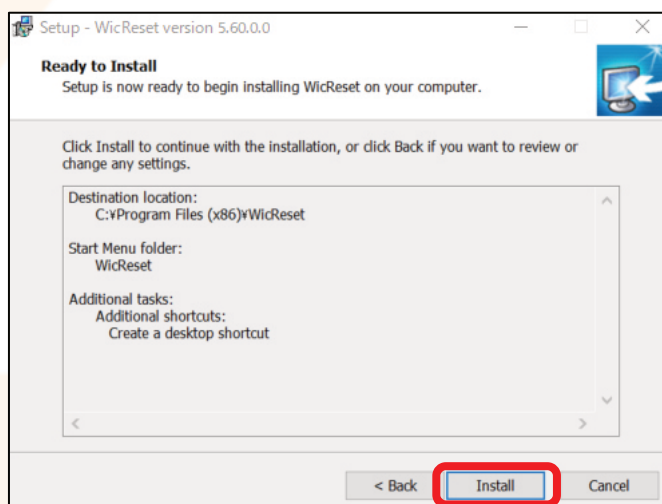 Setup - WicReset version 5.60.0.0
Ready to Install
Setup is now ready to begin installing WicReset on your computer.
Click Install to continue with the installation, or click Back if you want to review or
change any settings.
Destination location:
C:¥Program Files (x86)¥WicReset
Start Menu folder:
WicReset
Additional tasks:
Additional shortcuts:
Create a desktop shortcut
< Back
Install
Cancel